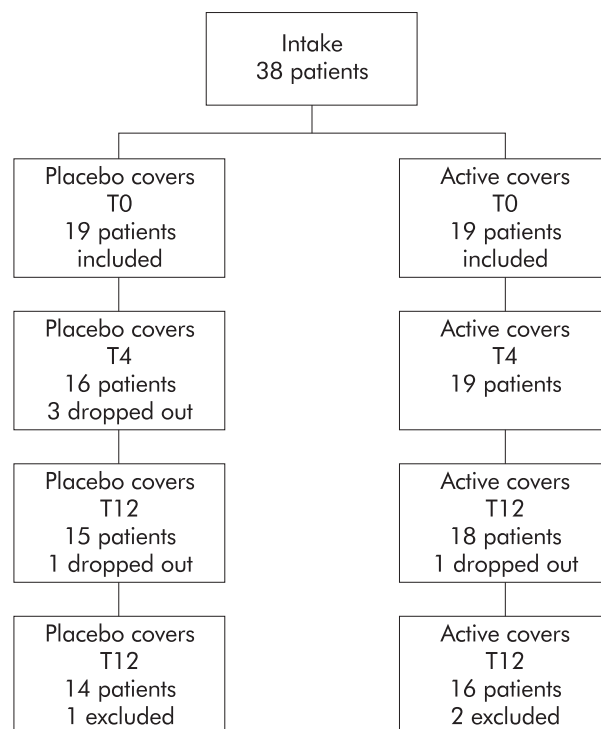 Intake
38 patients
Placebo covers
T0
19 patients
included
Active covers
T0
19 patients
included
Placebo covers
T4
16 patients
3 dropped out
Active covers
T4
19 patients
Placebo covers
T12
15 patients
1 dropped out
Active covers
T12
18 patients
1 dropped out
Placebo covers
T12
14 patients
1 excluded
Active covers
T12
16 patients
2 excluded